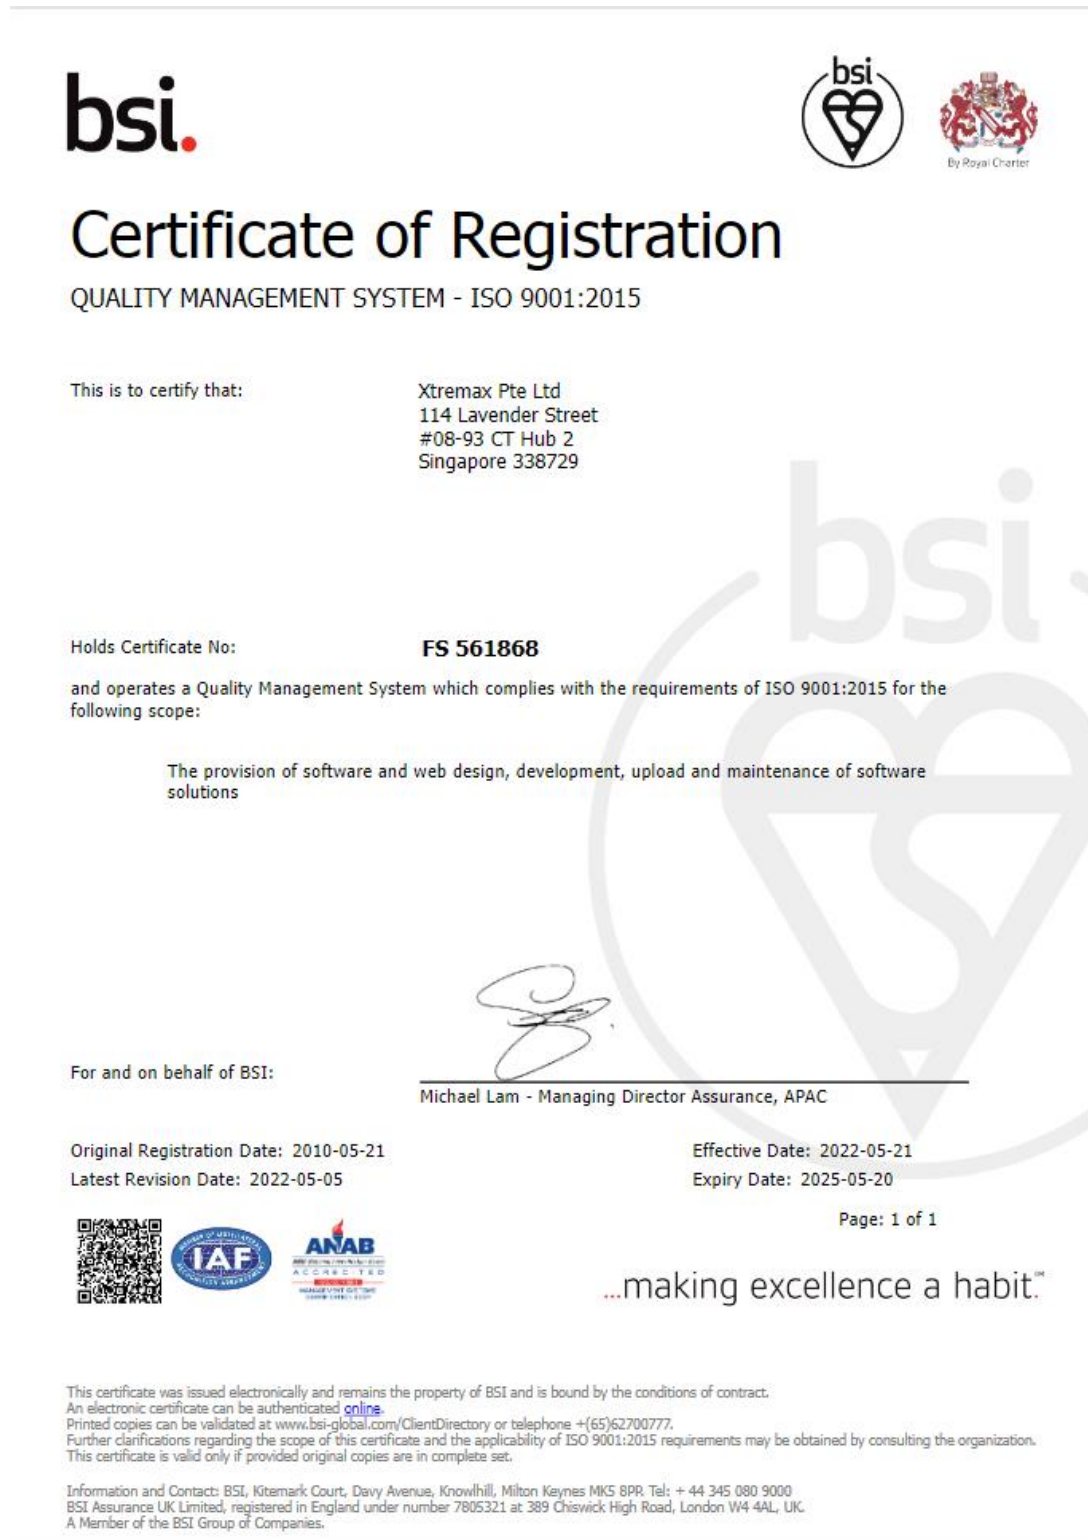 bsi.
bsi
By Royal Charter
Certificate of Registration
QUALITY MANAGEMENT SYSTEM - ISO 9001:2015
This is to certify that:
Xtremax Pte Ltd
114 Lavender Street
#08-93 CT Hub 2
Singapore 338729
bsi
Holds Certificate No:
FS 561868
and operates a Quality Management System which complies with the requirements of ISO 9001:2015 for the
following scope:
The provision of software and web design, development, upload and maintenance of software
solutions
For and on behalf of BSI:
Michael Lam - Managing Director Assurance, APAC
Original Registration Date: 2010-05-21
Effective Date: 2022-05-21
Latest Revision Date: 2022-05-05
Expiry Date: 2025-05-20
Page: 1 of 1
IAF
ANAB
ACCREDITED
...making excellence a habit.
This certificate was issued electronically and remains the property of BSI and is bound by the conditions of contract.
An electronic certificate can be authenticated online.
Printed copies can be validated at www.bsi-global.com/ClientDirectory or telephone +(65)62700777.
Further clarifications regarding the scope of this certificate and the applicability of ISO 9001:2015 requirements may be obtained by consulting the organization.
This certificate is valid only if provided original copies are in complete set.
Information and Contact: BSI, Kitemark Court, Davy Avenue, Knowlhill, Milton Keynes MK5 8PP. Tel: + 44 345 080 9000
BSI Assurance UK Limited, registered in England under number 7805321 at 389 Chiswick High Road, London W4 4AL, UK.
A Member of the BSI Group of Companies.